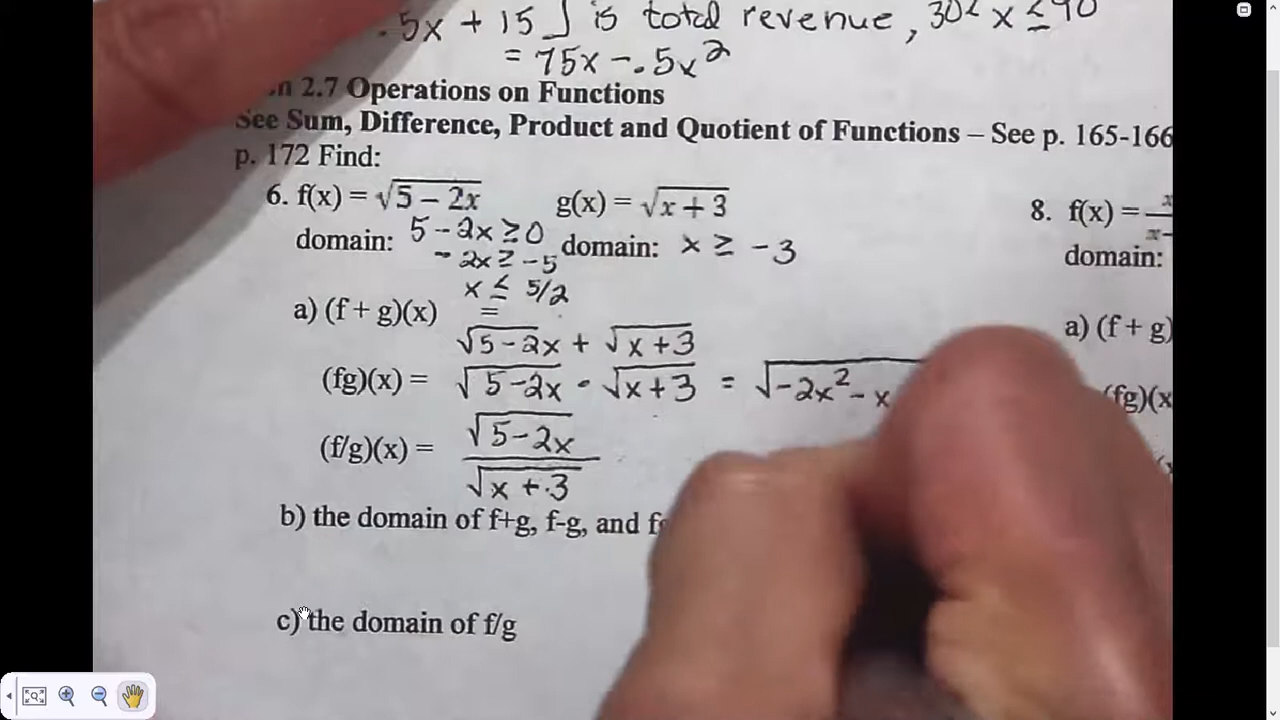 .5x + 15 ] is total revenue, 30 < x ≤ 90
= 75x - .5x²
2.7 Operations on Functions
See Sum, Difference, Product and Quotient of Functions – See p. 165-166
p. 172 Find:
6. f(x) = √5 – 2x g(x) = √x + 3
domain: 5 - 2x ≥ 0 domain: x ≥ -3
- 2x ≥ -5
x ≤ 5/2
a) (f + g)(x) =
√5-2x + √x+3
(fg)(x) = √5-2x • √x+3 = √-2x² - x
(f/g)(x) = √5-2x
√x + 3
b) the domain of f+g, f-g, and
c) the domain of f/g
8. f(x) =
domain:
a) (f + g)
(fg)(x